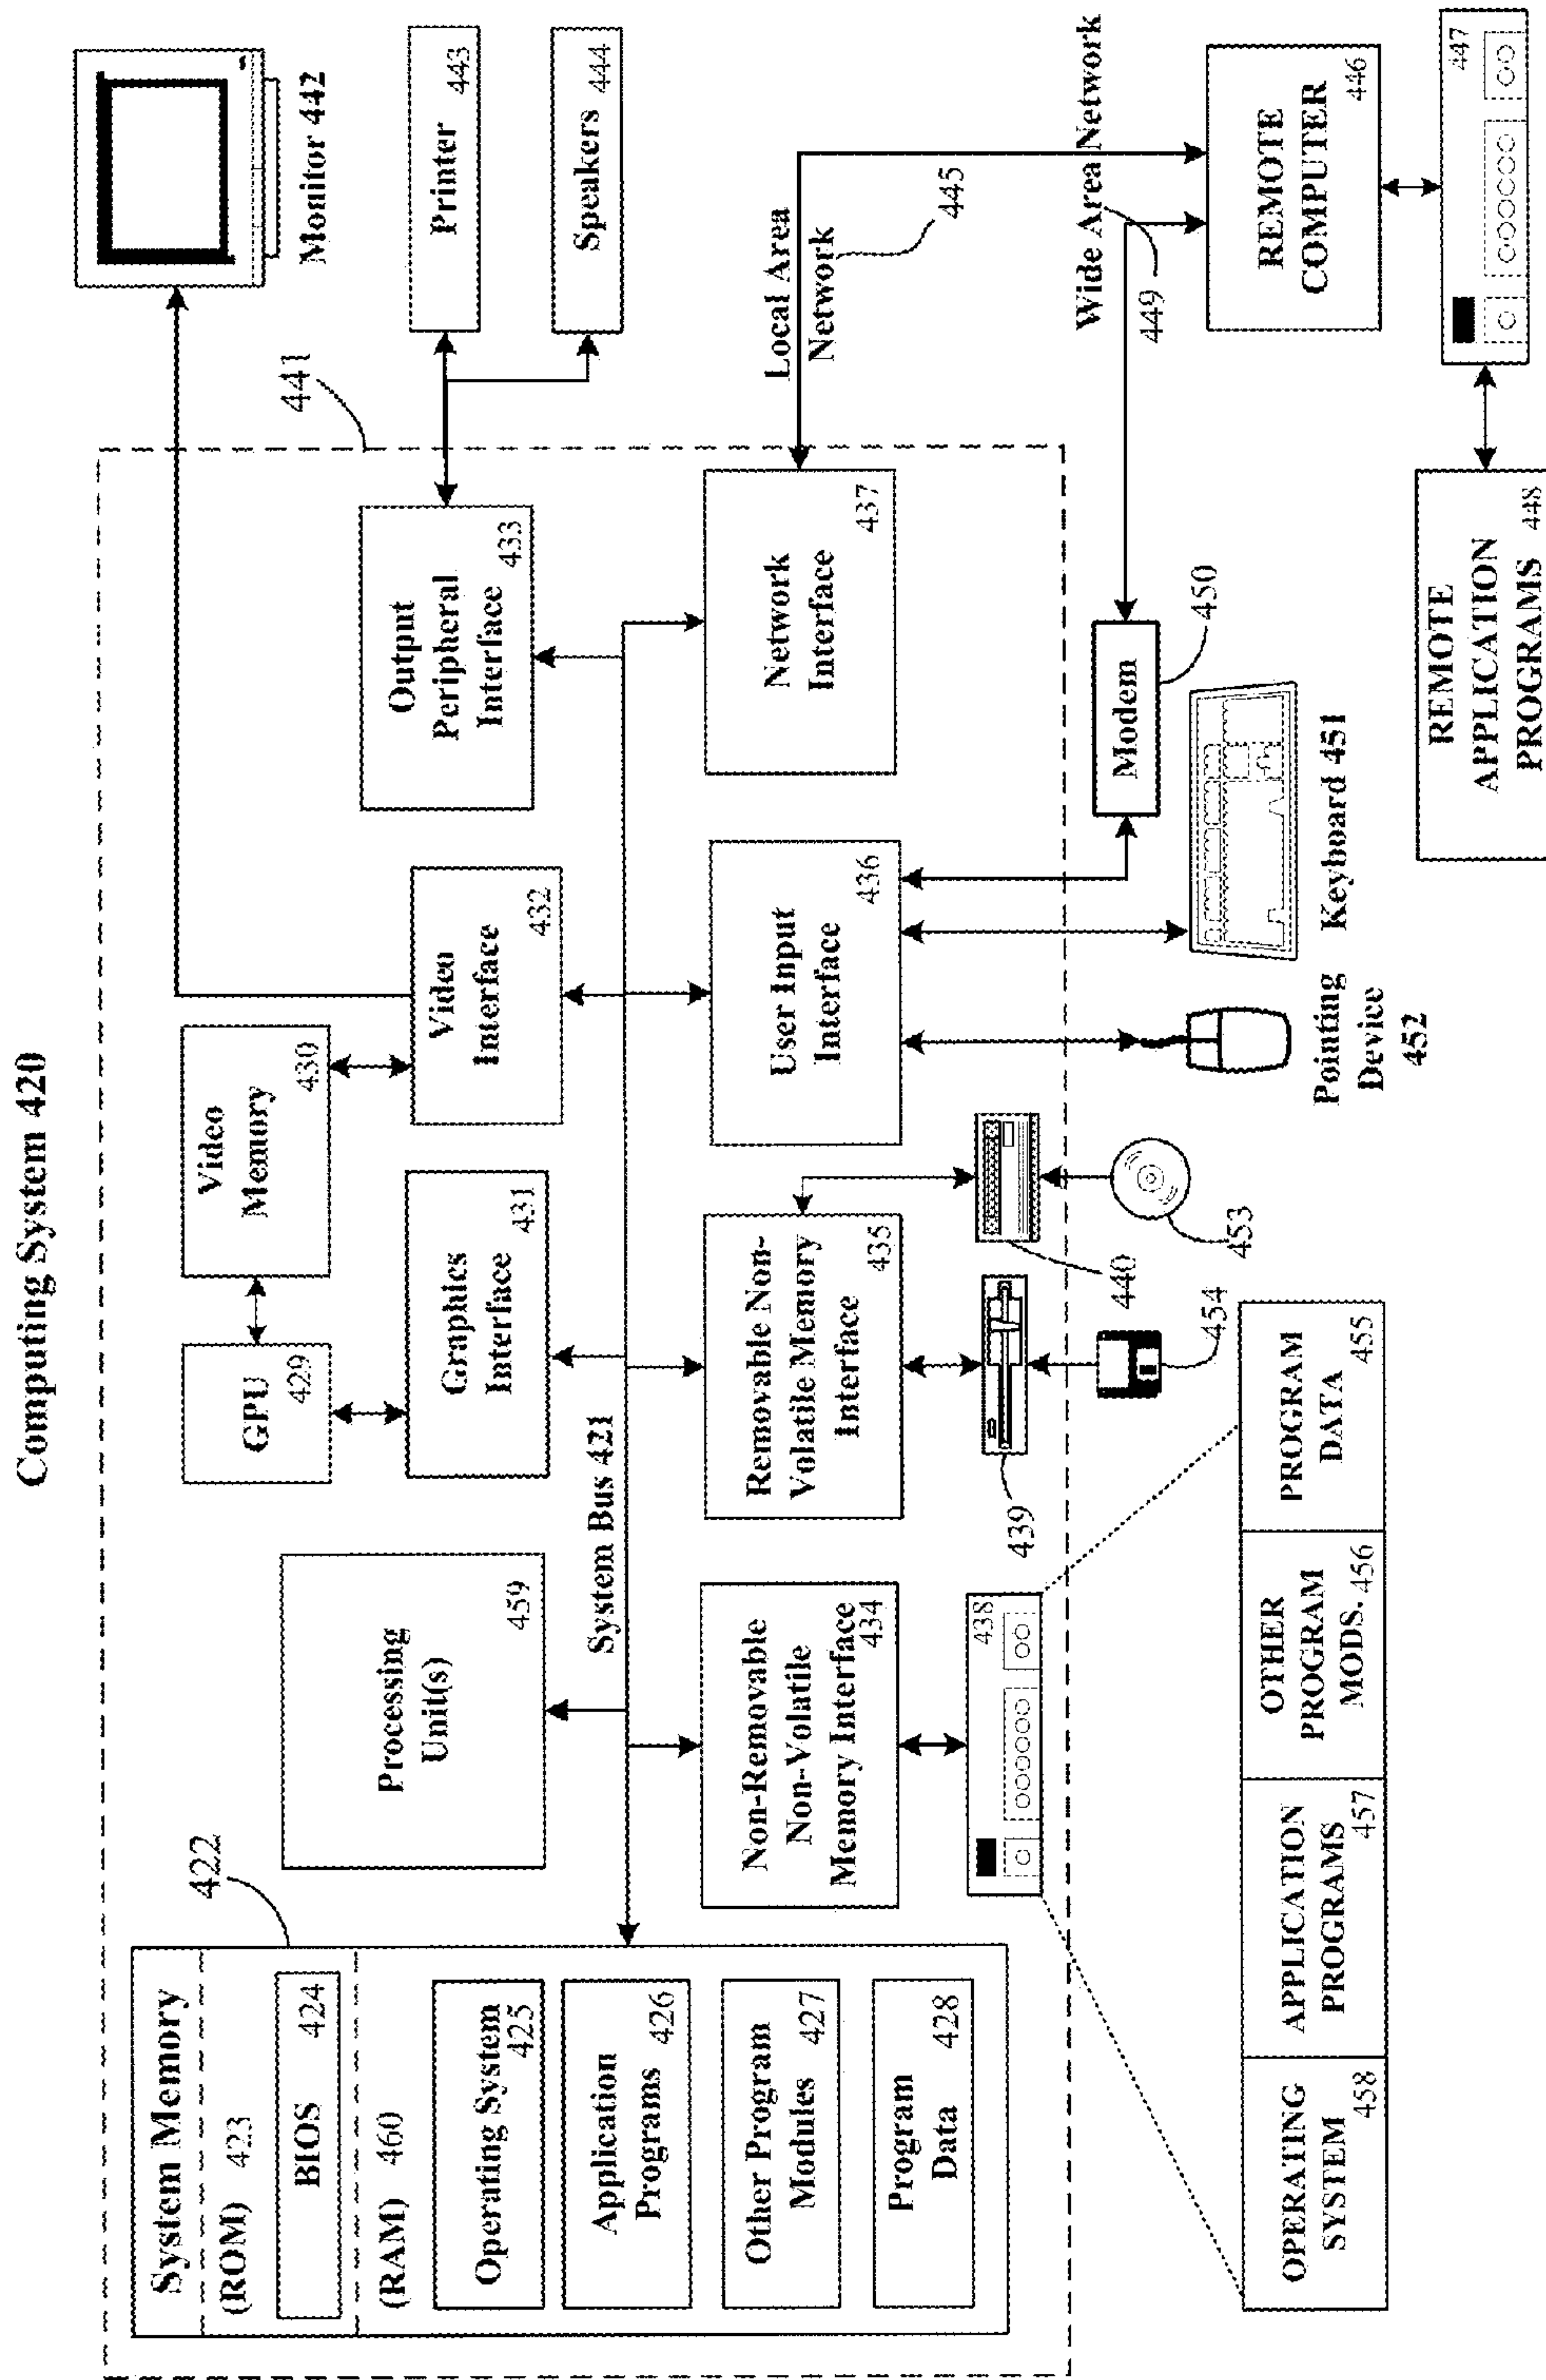 Computing System 420
System Memory
(ROM) 423
BIOS 424
(RAM) 460
Operating System
425
Application
Programs 426
Other Program
Modules 427
Program
Data 428
422
Processing
Unit(s)
459
GPU
429
Video
Memory
430
Graphics
Interface
431
Video
Interface
432
Output
Peripheral
Interface
433
441
Monitor 442
Printer
443
Speakers
444
System Bus 421
Non-Removable
Non-Volatile
Memory Interface
434
Removable Non-
Volatile Memory
Interface
435
User Input
Interface
436
Network
Interface
437
Local Area
Network
445
438
439
440
454
453
Pointing
Device
452
Keyboard 451
Modem
450
Wide Area Network
449
REMOTE
COMPUTER
446
447
REMOTE
APPLICATION
PROGRAMS 448
OPERATING
SYSTEM
458
APPLICATION
PROGRAMS
457
OTHER
PROGRAM
MODS. 456
PROGRAM
DATA
455